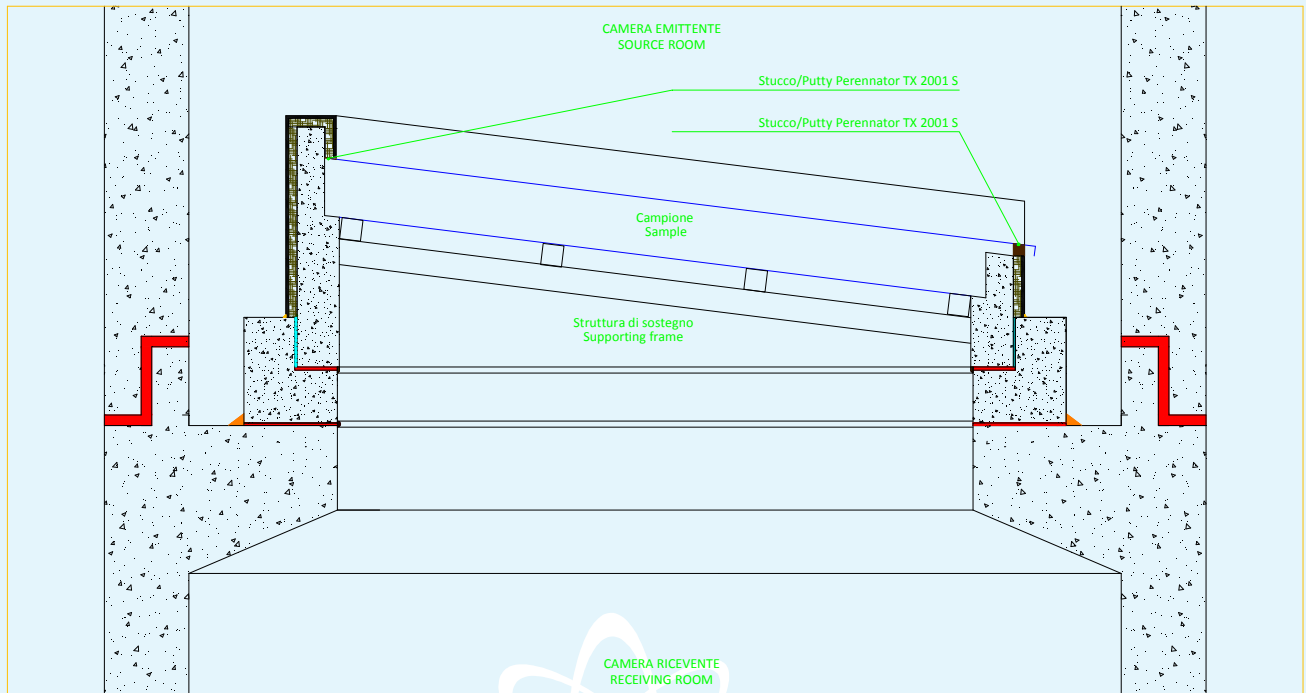 CAMERA EMITTENTE
SOURCE ROOM
Stucco/Putty Perennator TX 2001 S
Stucco/Putty Perennator TX 2001 S
Campione
Sample
Struttura di sostegno
Supporting frame
CAMERA RICEVENTE
RECEIVING ROOM